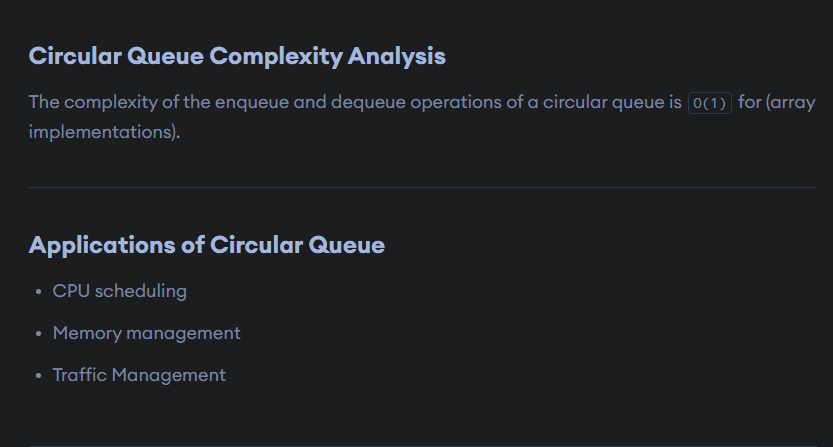 Circular Queue Complexity Analysis
The complexity of the enqueue and dequeue operations of a circular queue is O(1) for (array
implementations).
Applications of Circular Queue
• CPU scheduling
• Memory management
• Traffic Management